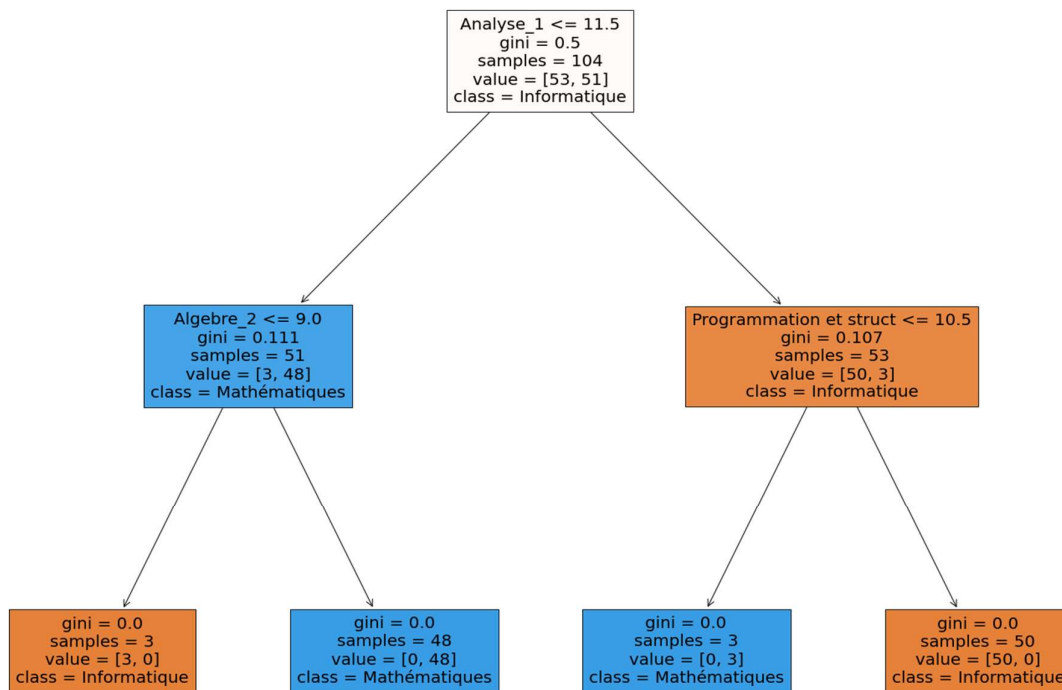 Analyse_1 <= 11.5
gini = 0.5
samples = 104
value = [53, 51]
class = Informatique
Algebre_2 <= 9.0
gini = 0.111
samples = 51
value = [3, 48]
class = Mathématiques
Programmation et struct <= 10.5
gini = 0.107
samples = 53
value = [50, 3]
class = Informatique
gini = 0.0
samples = 3
value = [3, 0]
class = Informatique
gini = 0.0
samples = 48
value = [0, 48]
class = Mathématiques
gini = 0.0
samples = 3
value = [0, 3]
class = Mathématiques
gini = 0.0
samples = 50
value = [50, 0]
class = Informatique